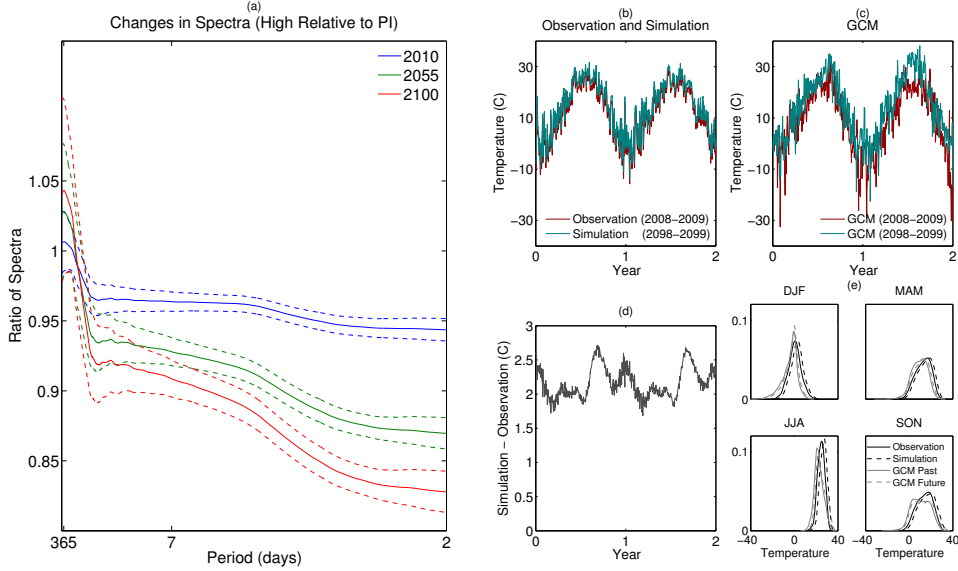 (a)
Changes in Spectra (High Relative to PI)
2010
2055
2100
1.05
1
0.95
0.9
0.85
Ratio of Spectra
365
7
2
Period (days)
(b)
Observation and Simulation
30
10
−10
−30
Temperature (C)
Observation (2008−2009)
Simulation (2098−2099)
0
1
2
Year
(c)
GCM
30
10
−10
−30
Temperature (C)
GCM (2008−2009)
GCM (2098−2099)
0
1
2
Year
(d)
3
2.5
2
1.5
1
0.5
0
Simulation − Observation (C)
0
1
2
Year
(e)
DJF
0.1
0
MAM
JJA
0.1
0
−40
0
40
Temperature
SON
Observation
Simulation
GCM Past
GCM Future
−40
0
40
Temperature